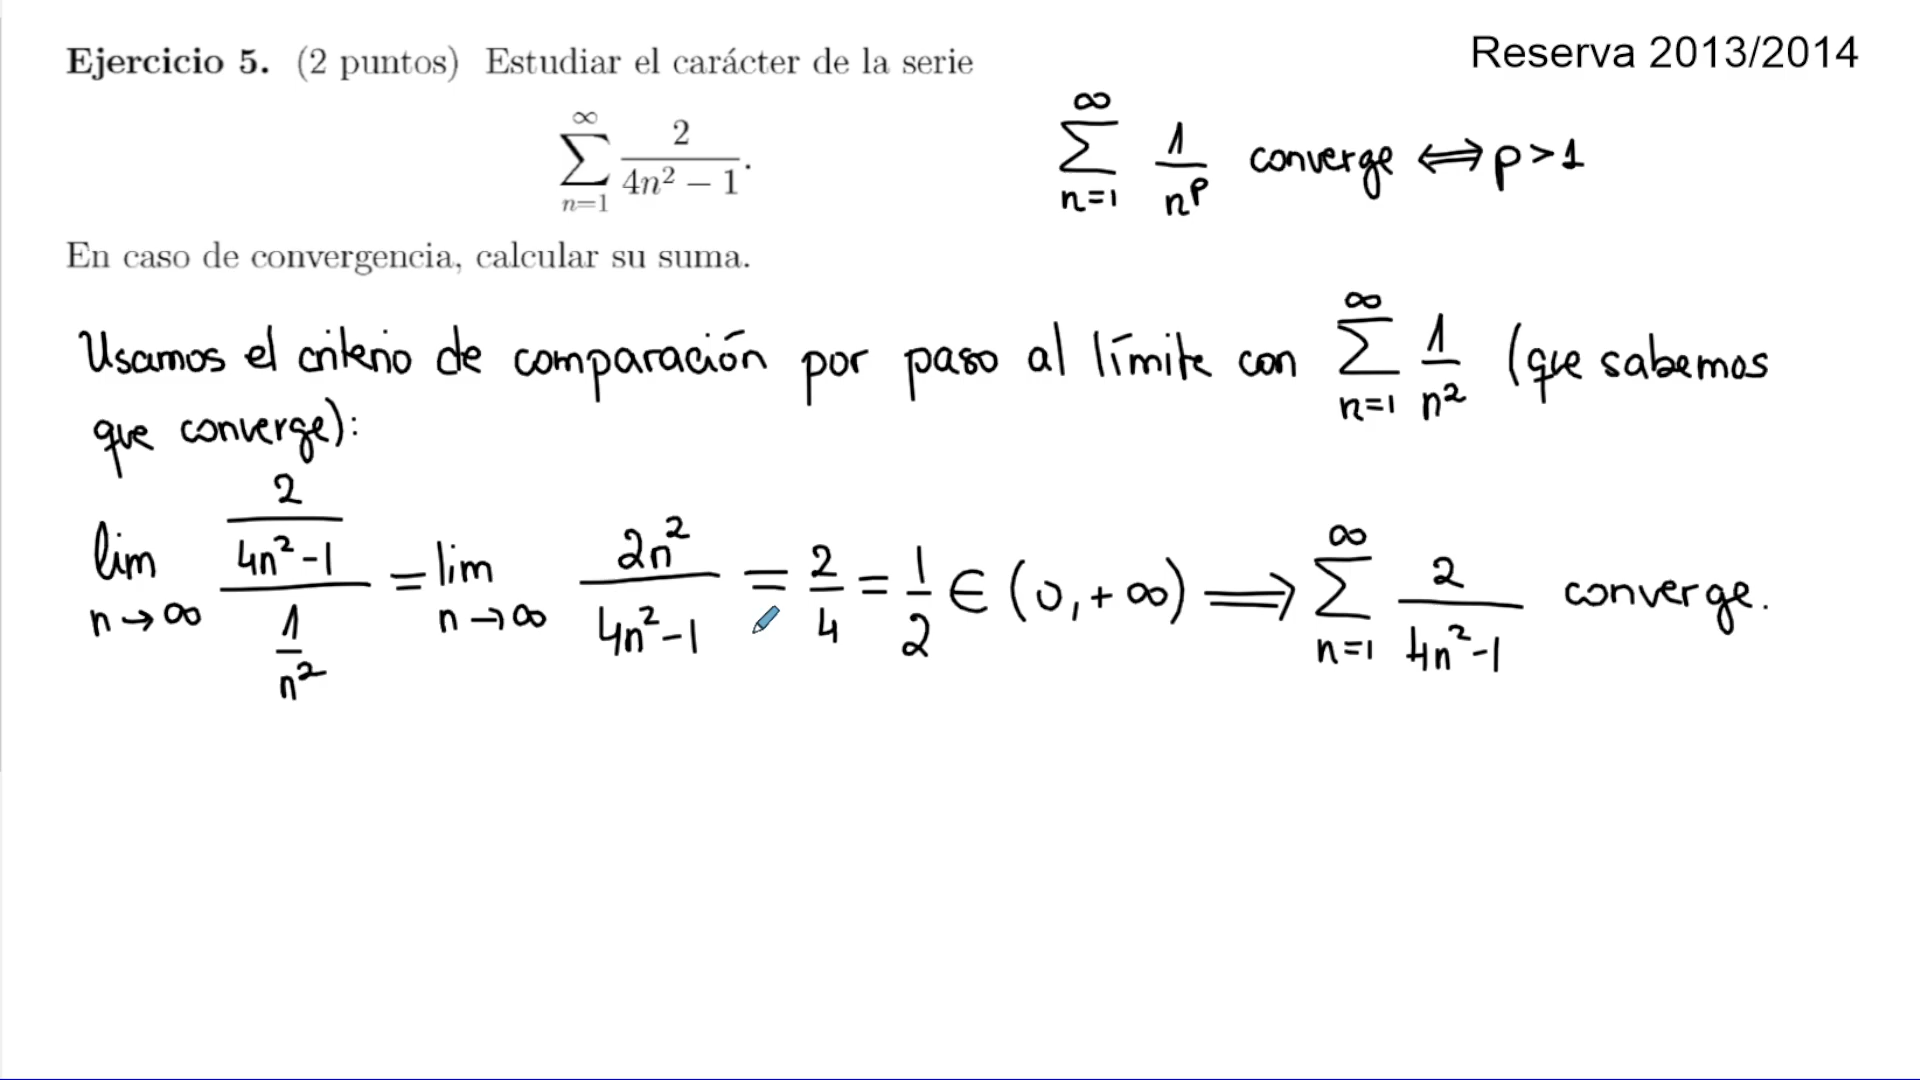 Ejercicio 5. (2 puntos) Estudiar el carácter de la serie
Reserva 2013/2014
∑_{n=1}^{∞} 2/(4n² − 1).
∑_{n=1}^{∞} 1/n^p converge ⟺ p > 1
En caso de convergencia, calcular su suma.
Usamos el criterio de comparación por paso al límite con ∑_{n=1}^{∞} 1/n² (que sabemos
que converge):
lim_{n→∞} (2/(4n²-1))/(1/n²) = lim_{n→∞} 2n²/(4n²-1) = 2/4 = 1/2 ∈ (0,+∞) ⟹ ∑_{n=1}^{∞} 2/(4n²-1) converge.